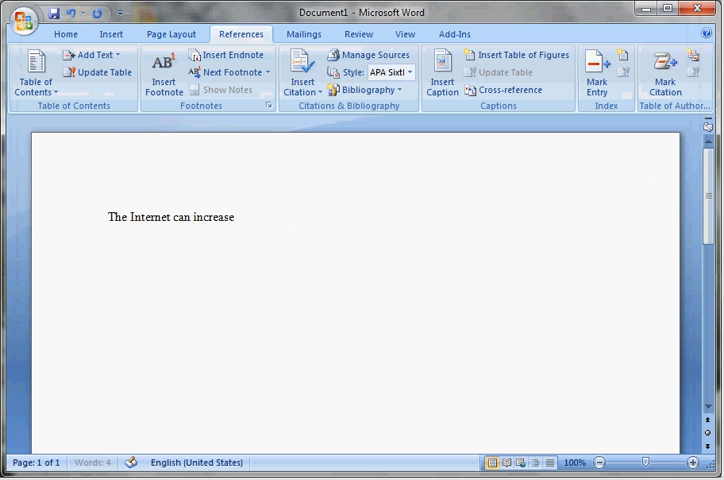 Document1 - Microsoft Word
Home Insert Page Layout References Mailings Review View Add-Ins
Table of Contents
Add Text
Update Table
Table of Contents
AB1
Insert Footnote
Insert Endnote
AB1 Next Footnote
Show Notes
Footnotes
Insert Citation
Manage Sources
Style: APA Sixtl
Bibliography
Citations & Bibliography
Insert Caption
Insert Table of Figures
Update Table
Cross-reference
Captions
Mark Entry
Index
Mark Citation
Table of Author...
The Internet can increase
Page: 1 of 1 Words: 4 English (United States) 100%